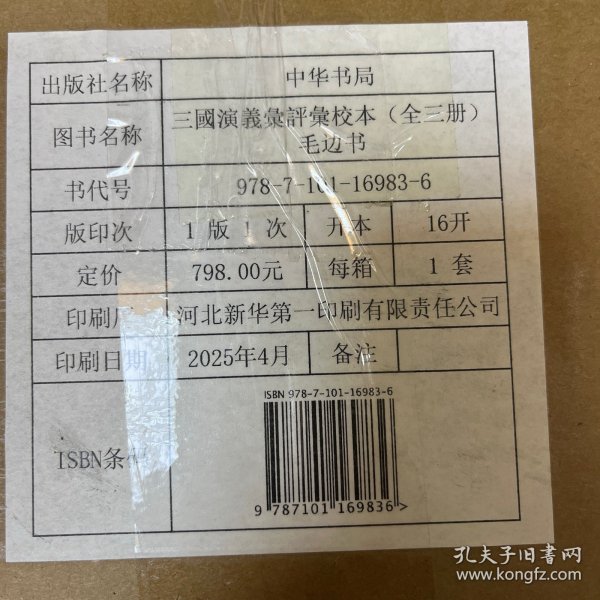 出版社名称 中华书局
图书名称 三國演義彙評彙校本（全三册）
毛边书
书代号 978-7-101-16983-6
版印次 1 版 1 次 开本 16开
定价 798.00元 每箱 1 套
印刷厂 河北新华第一印刷有限责任公司
印刷日期 2025年4月 备注
ISBN 978-7-101-16983-6
ISBN条
9 787101 169836 >
孔夫子旧书网
www.kongfz.com